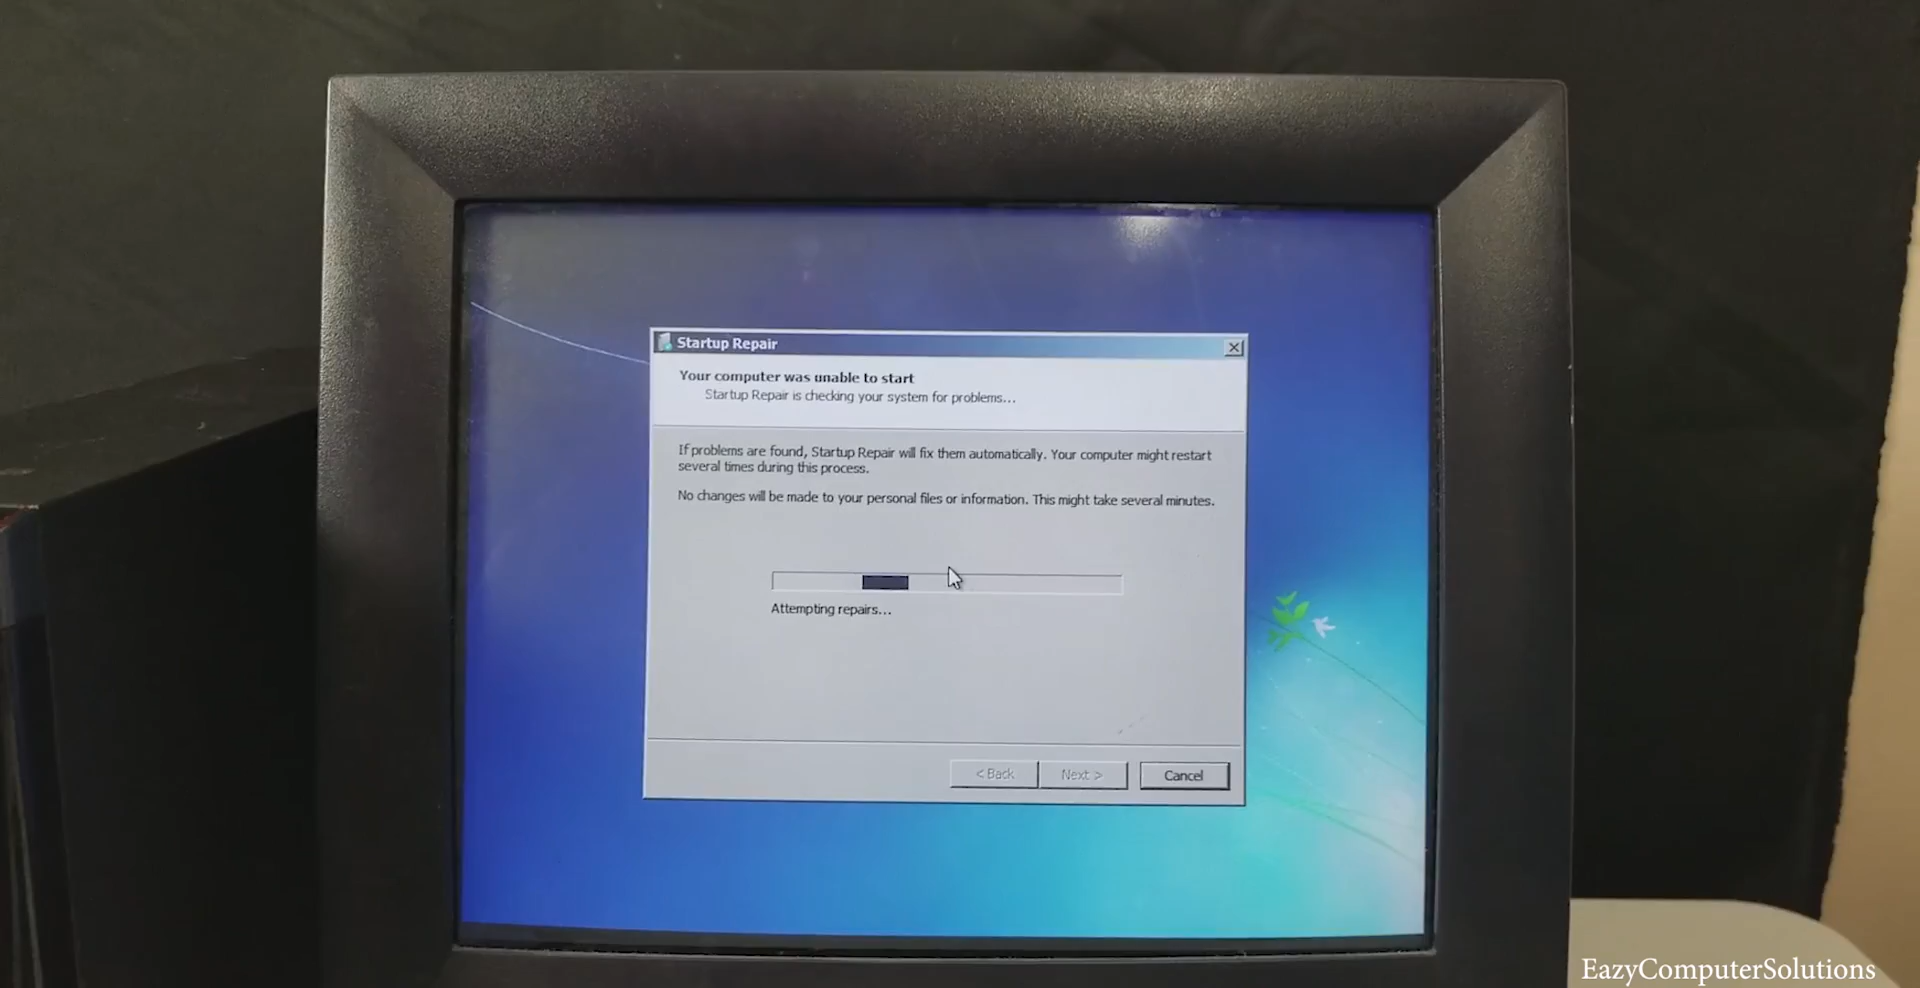 Startup Repair
Your computer was unable to start
Startup Repair is checking your system for problems...
If problems are found, Startup Repair will fix them automatically. Your computer might restart
several times during this process.
No changes will be made to your personal files or information. This might take several minutes.
Attempting repairs...
< Back
Next >
Cancel
EazyComputerSolutions